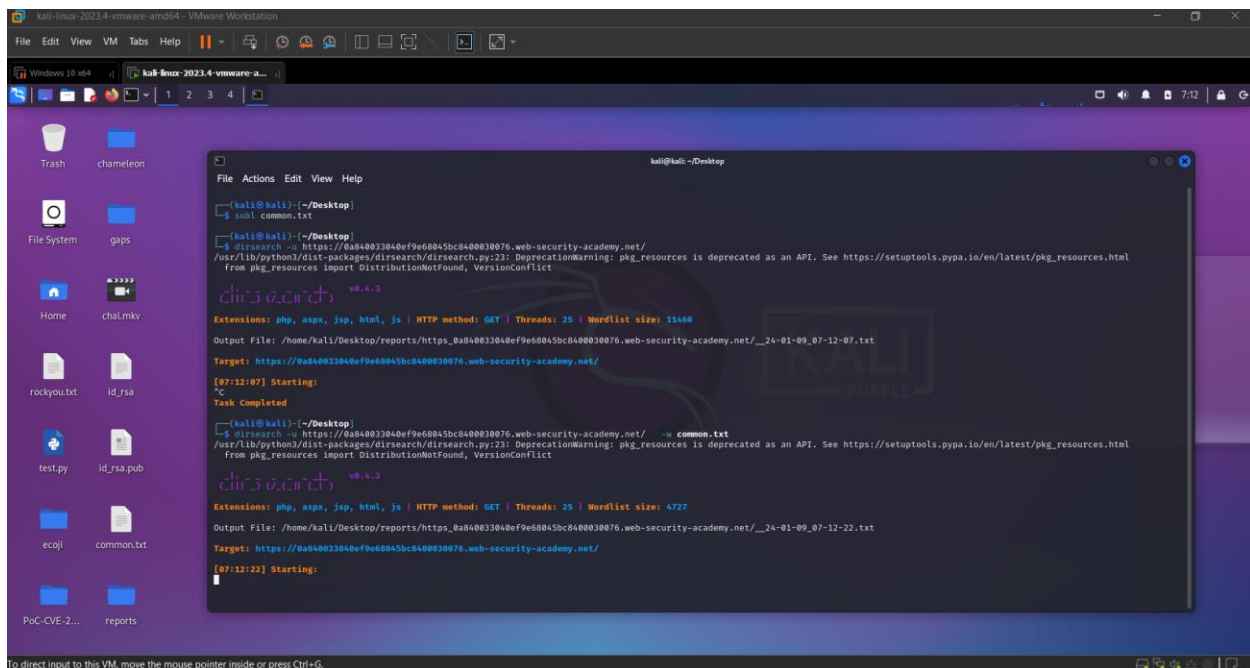 kali-linux-2023.4-vmware-amd64 - VMware Workstation
File Edit View VM Tabs Help
Windows 10 x64
kali-linux-2023.4-vmware-a...
1 2 3 4
7:12
Trash
chameleon
File System
gaps
Home
chal.mkv
rockyou.txt
id_rsa
test.py
id_rsa.pub
ecoji
common.txt
PoC-CVE-2...
reports
kali@kali: ~/Desktop
File Actions Edit View Help
┌──(kali㉿kali)-[~/Desktop]
└─$ subl common.txt
┌──(kali㉿kali)-[~/Desktop]
└─$ dirsearch -u https://0a840033040ef9e68045bc8400030076.web-security-academy.net/
/usr/lib/python3/dist-packages/dirsearch/dirsearch.py:23: DeprecationWarning: pkg_resources is deprecated as an API. See https://setuptools.pypa.io/en/latest/pkg_resources.html
from pkg_resources import DistributionNotFound, VersionConflict
dirsearch v0.4.3
Extensions: php, aspx, jsp, html, js | HTTP method: GET | Threads: 25 | Wordlist size: 11460
Output File: /home/kali/Desktop/reports/https_0a840033040ef9e68045bc8400030076.web-security-academy.net/__24-01-09_07-12-07.txt
Target: https://0a840033040ef9e68045bc8400030076.web-security-academy.net/
[07:12:07] Starting:
^C
Task Completed
┌──(kali㉿kali)-[~/Desktop]
└─$ dirsearch -u https://0a840033040ef9e68045bc8400030076.web-security-academy.net/ -w common.txt
/usr/lib/python3/dist-packages/dirsearch/dirsearch.py:23: DeprecationWarning: pkg_resources is deprecated as an API. See https://setuptools.pypa.io/en/latest/pkg_resources.html
from pkg_resources import DistributionNotFound, VersionConflict
dirsearch v0.4.3
Extensions: php, aspx, jsp, html, js | HTTP method: GET | Threads: 25 | Wordlist size: 4727
Output File: /home/kali/Desktop/reports/https_0a840033040ef9e68045bc8400030076.web-security-academy.net/__24-01-09_07-12-22.txt
Target: https://0a840033040ef9e68045bc8400030076.web-security-academy.net/
[07:12:22] Starting:
KALI
PURPLE
To direct input to this VM, move the mouse pointer inside or press Ctrl+G.